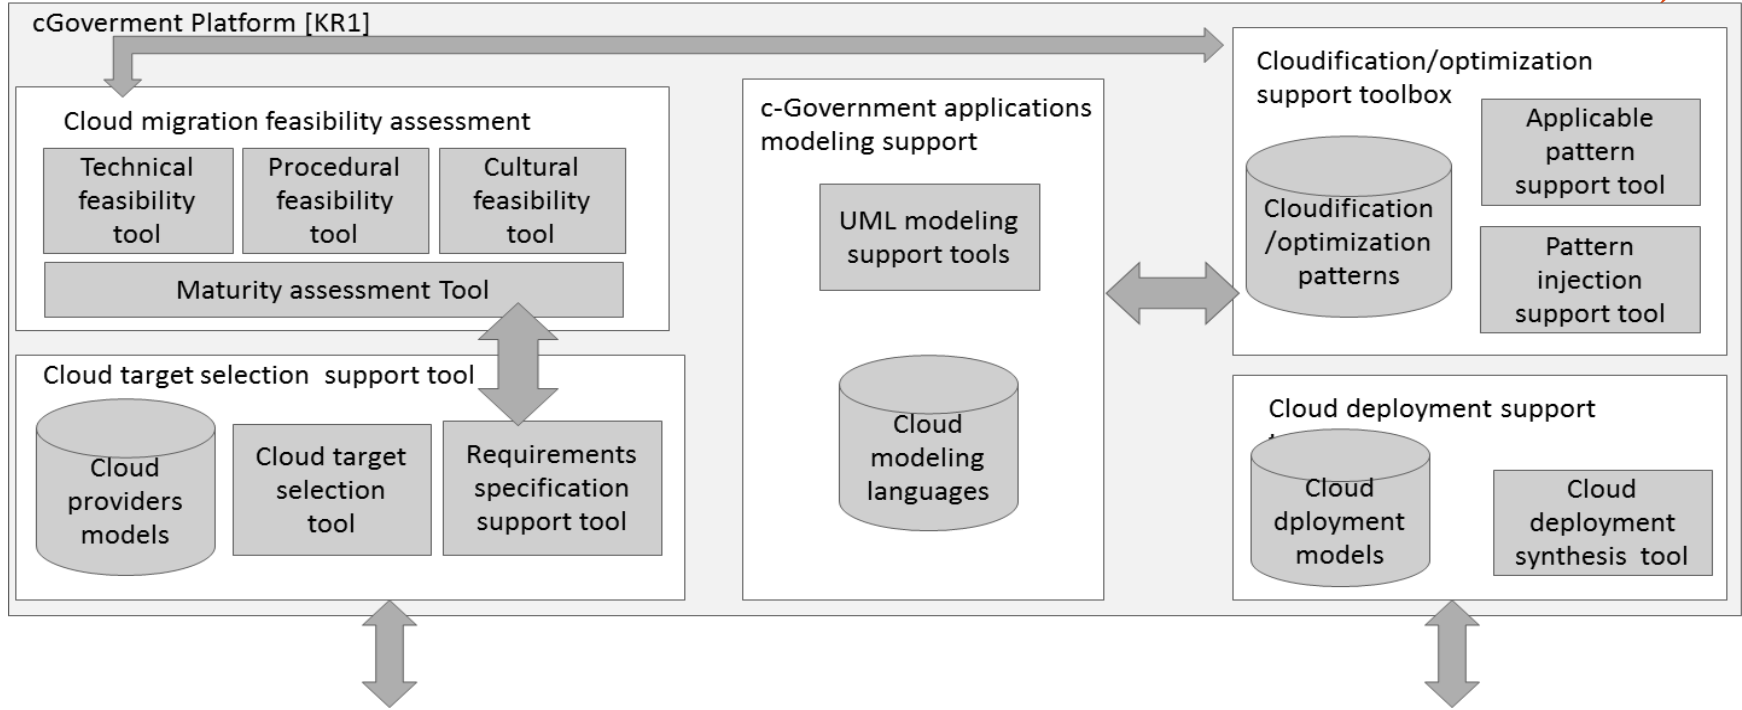 cGoverment Platform [KR1]
Cloud migration feasibility assessment
Technical
feasibility
tool
Procedural
feasibility
tool
Cultural
feasibility
tool
Maturity assessment Tool
Cloud target selection support tool
Cloud
providers
models
Cloud target
selection
tool
Requirements
specification
support tool
c-Government applications
modeling support
UML modeling
support tools
Cloud
modeling
languages
Cloudification/optimization
support toolbox
Cloudification
/optimization
patterns
Applicable
pattern
support tool
Pattern
injection
support tool
Cloud deployment support
Cloud
dployment
models
Cloud
deployment
synthesis tool